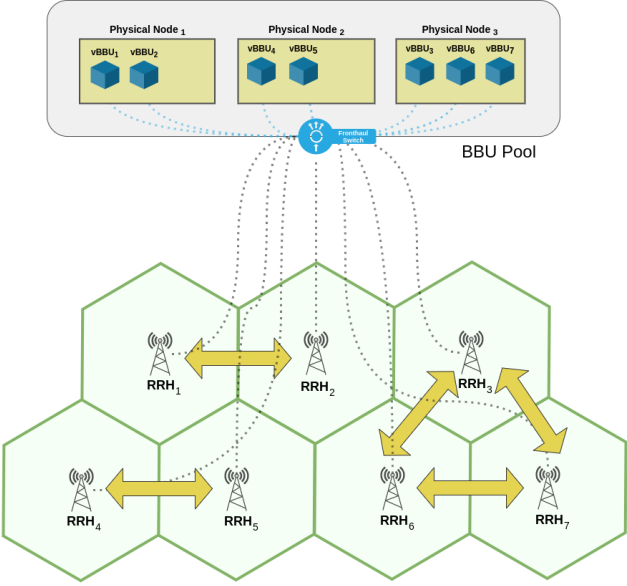 Physical Node 1
Physical Node 2
Physical Node 3
vBBU1
vBBU2
vBBU4
vBBU5
vBBU3
vBBU6
vBBU7
Fronthaul
Switch
BBU Pool
RRH1
RRH2
RRH3
RRH4
RRH5
RRH6
RRH7